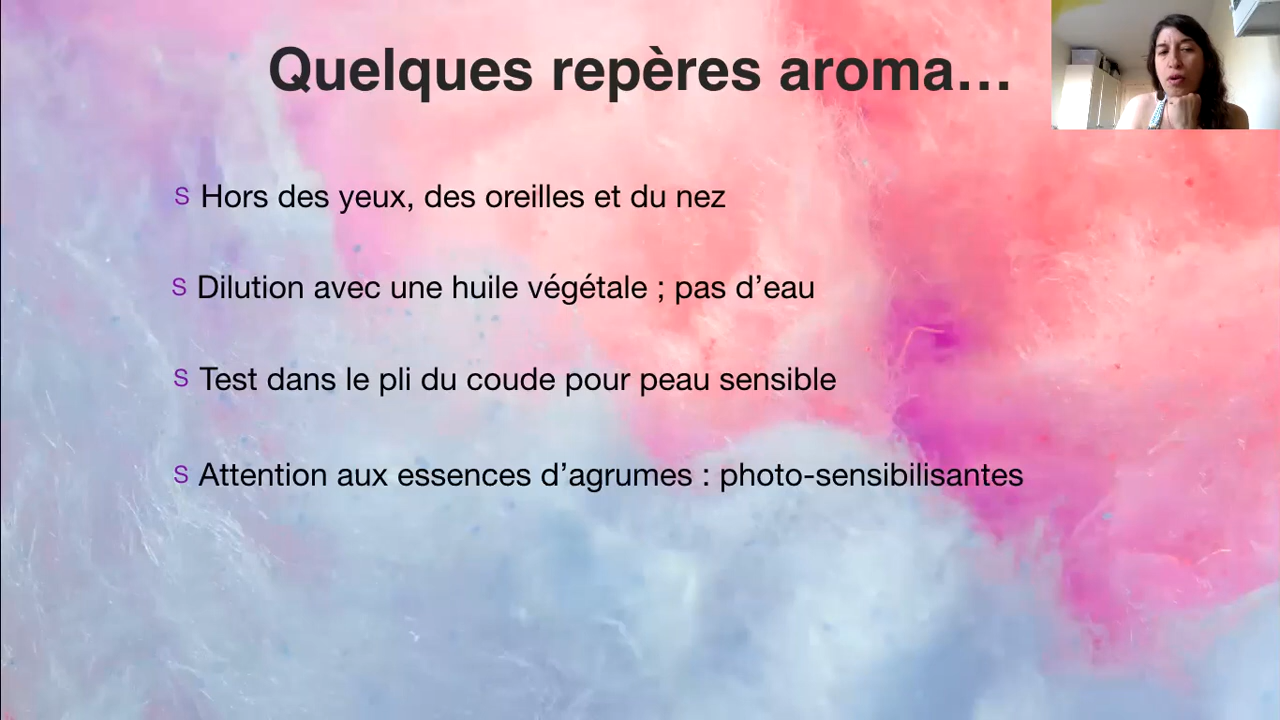 Quelques repères aroma…
S Hors des yeux, des oreilles et du nez
S Dilution avec une huile végétale ; pas d’eau
S Test dans le pli du coude pour peau sensible
S Attention aux essences d’agrumes : photo-sensibilisantes